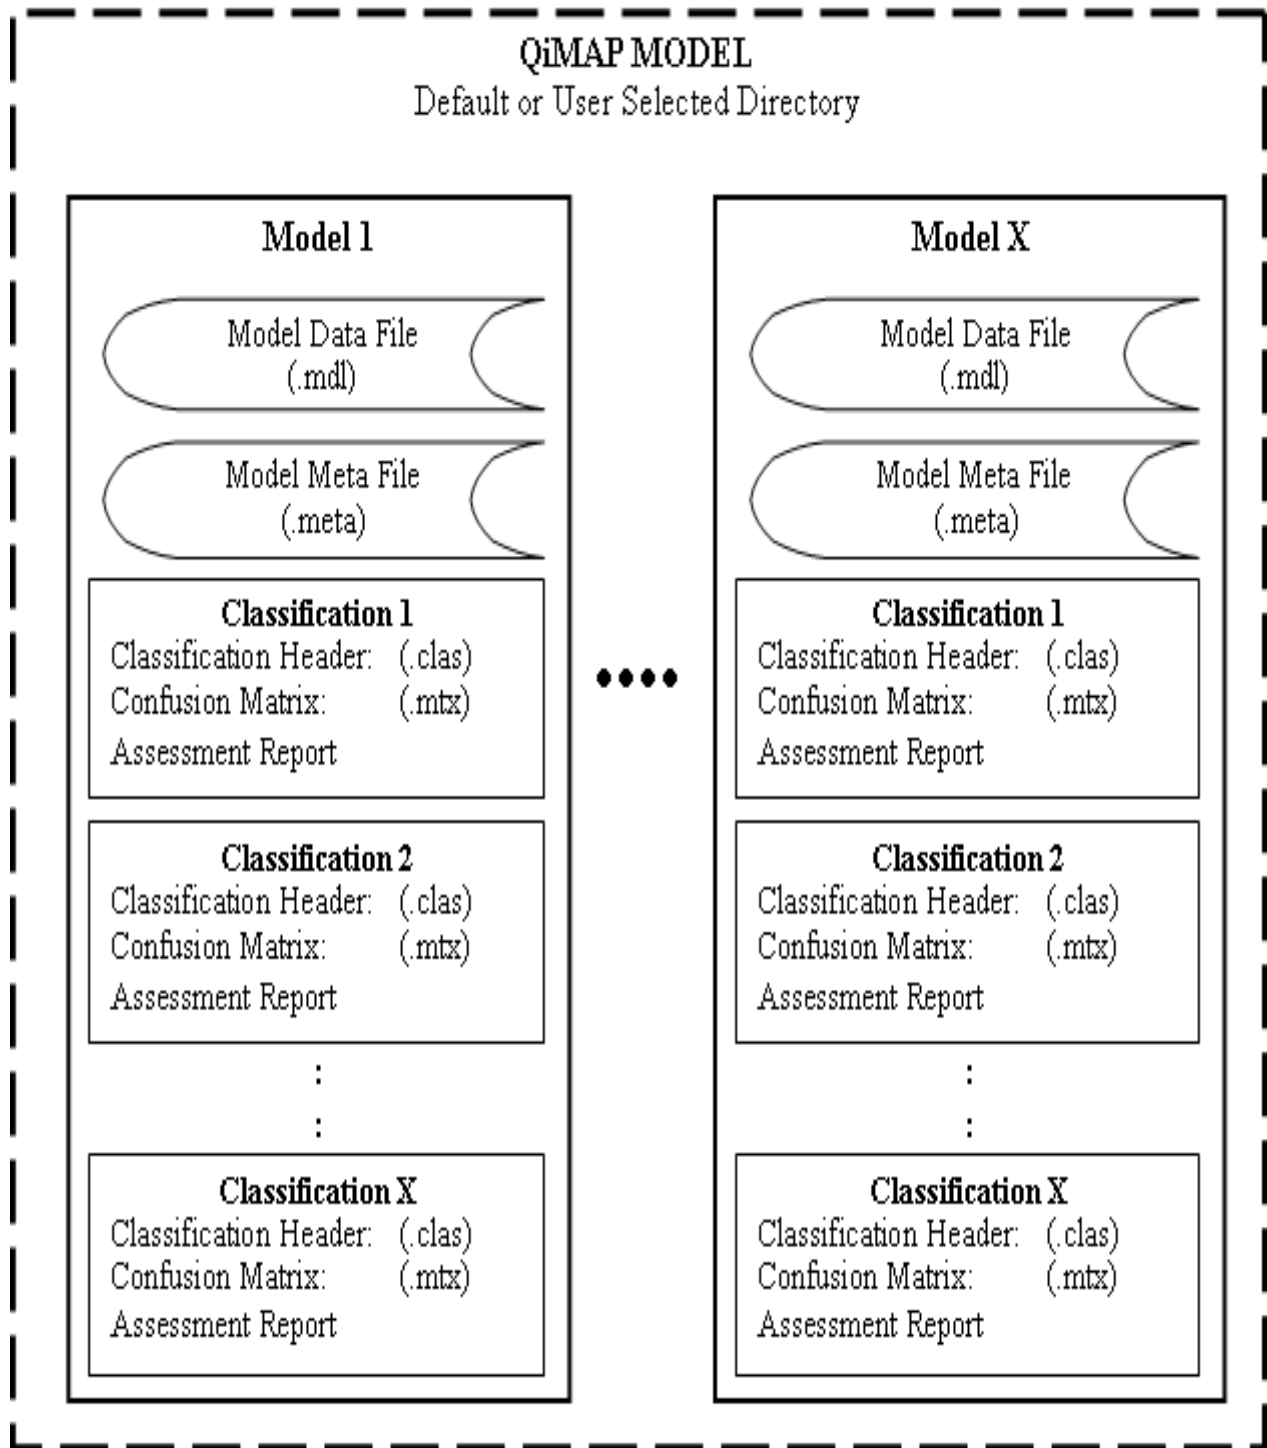 QiMAP MODEL
Default or User Selected Directory
Model 1
Model Data File
(.mdl)
Model Meta File
(.meta)
Classification 1
Classification Header: (.clas)
Confusion Matrix: (.mtx)
Assessment Report
Classification 2
Classification Header: (.clas)
Confusion Matrix: (.mtx)
Assessment Report
:
:
Classification X
Classification Header: (.clas)
Confusion Matrix: (.mtx)
Assessment Report
••••
Model X
Model Data File
(.mdl)
Model Meta File
(.meta)
Classification 1
Classification Header: (.clas)
Confusion Matrix: (.mtx)
Assessment Report
Classification 2
Classification Header: (.clas)
Confusion Matrix: (.mtx)
Assessment Report
:
:
Classification X
Classification Header: (.clas)
Confusion Matrix: (.mtx)
Assessment Report